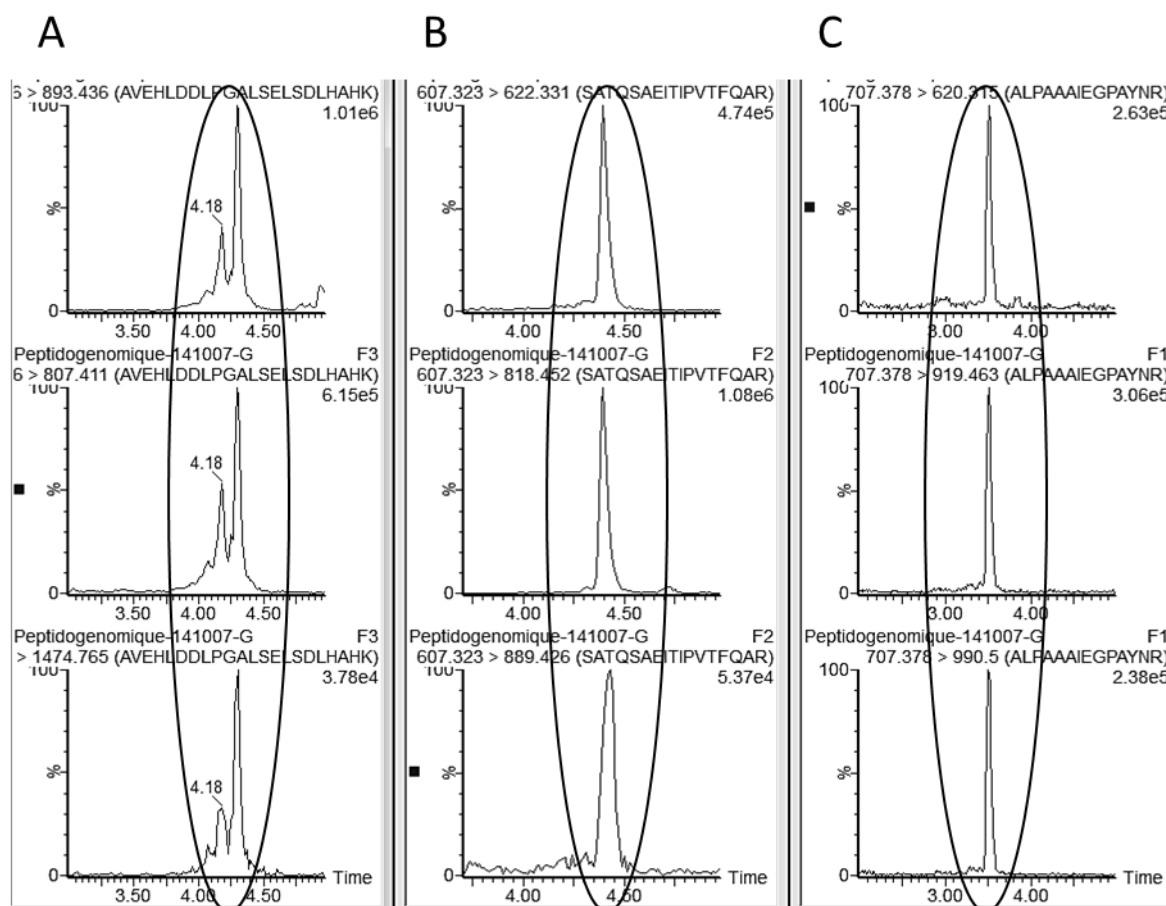 A
B
C
6 > 893.436 (AVEHLDDLPGALSELSDLHAHK)
1.01e6
100
%
4.18
0
3.50 4.00 4.50
Peptidogenomique-141007-G F3
6 > 807.411 (AVEHLDDLPGALSELSDLHAHK)
6.15e5
100
%
4.18
0
3.50 4.00 4.50
Peptidogenomique-141007-G F3
> 1474.765 (AVEHLDDLPGALSELSDLHAHK)
3.78e4
100
%
4.18
0
Time
3.50 4.00 4.50
607.323 > 622.331 (SATQSAEITIPVTFQAR)
4.74e5
100
%
0
4.00 4.50
Peptidogenomique-141007-G F2
607.323 > 818.452 (SATQSAEITIPVTFQAR)
1.08e6
100
%
0
4.00 4.50
Peptidogenomique-141007-G F2
607.323 > 889.426 (SATQSAEITIPVTFQAR)
5.37e4
100
%
0
Time
4.00 4.50
707.378 > 620.315 (ALPAAAIEGPAYNR)
2.63e5
100
%
0
3.00 4.00
Peptidogenomique-141007-G F1
707.378 > 919.463 (ALPAAAIEGPAYNR)
3.06e5
100
%
0
3.00 4.00
Peptidogenomique-141007-G F1
707.378 > 990.5 (ALPAAAIEGPAYNR)
2.38e5
100
%
0
Time
3.00 4.00